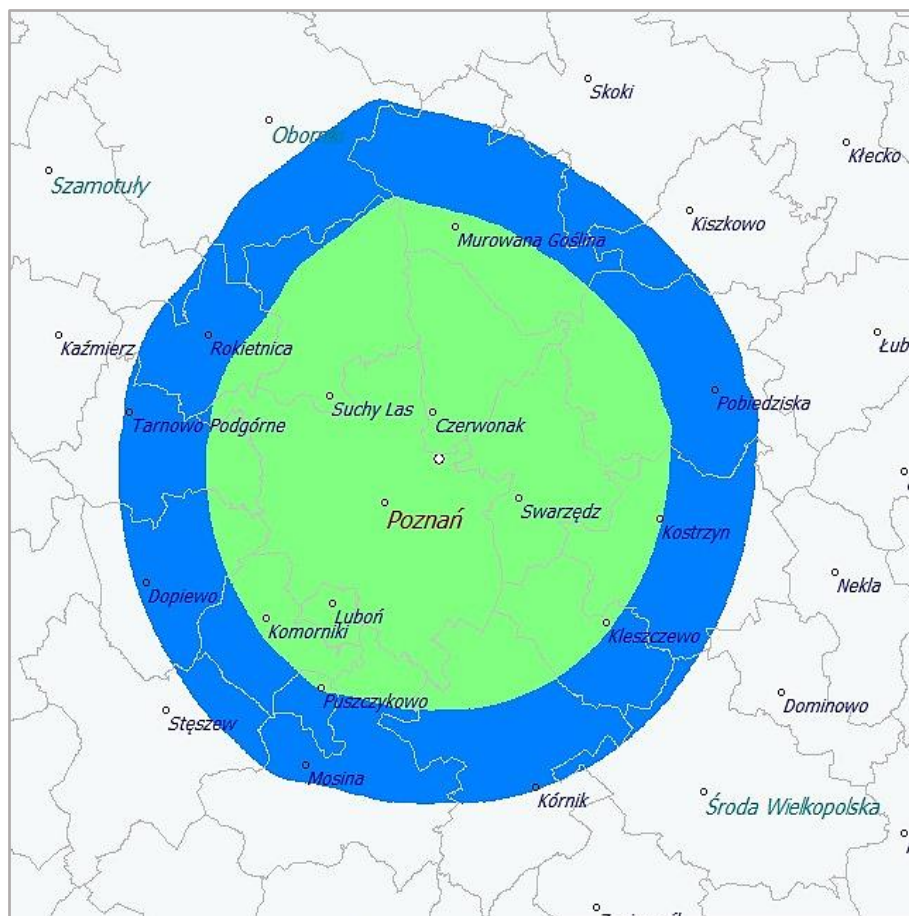 Skoki
Oborniki
Kłecko
Szamotuły
Kiszkowo
Murowana Goślina
Kaźmierz
Rokietnica
Pobiedziska
Suchy Las
Czerwonak
Tarnowo Podgórne
Swarzędz
Poznań
Kostrzyn
Nekla
Dopiewo
Luboń
Komorniki
Kleszczewo
Puszczykowo
Dominowo
Stęszew
Mosina
Kórnik
Środa Wielkopolska